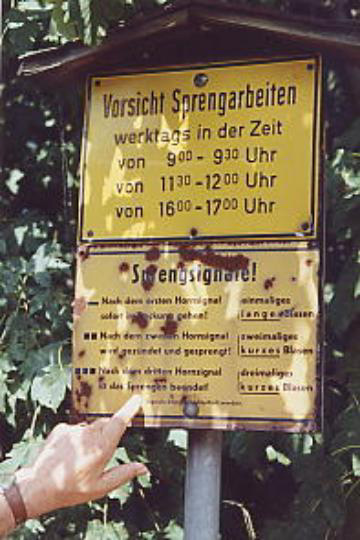 Vorsicht Sprengarbeiten
werktags in der Zeit
von 9⁰⁰ - 9³⁰ Uhr
von 11³⁰ - 12⁰⁰ Uhr
von 16⁰⁰ - 17⁰⁰ Uhr
Sprengsignale!
Nach dem ersten Hornsignal einmaliges
sofort in Deckung gehen! langes Blasen
Nach dem zweiten Hornsignal zweimaliges
wird gezündet und gesprengt! kurzes Blasen
Nach dem dritten Hornsignal dreimaliges
ist das Sprengen beendet! kurzes Blasen